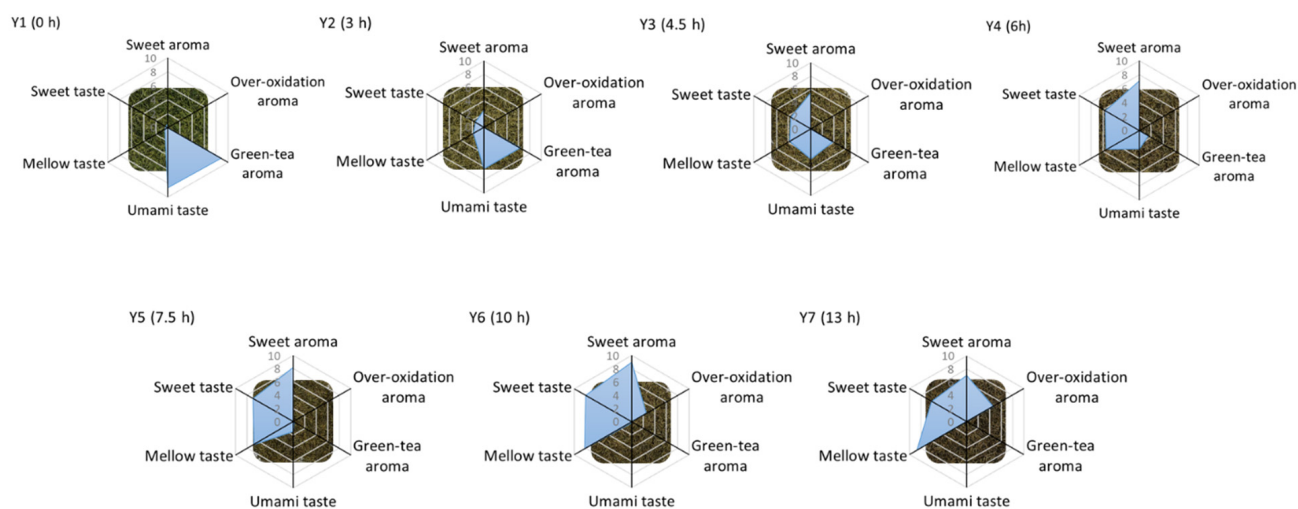 Y1 (0 h)
Sweet aroma
10
8
Over-oxidation
aroma
Sweet taste
Mellow taste
Green-tea
aroma
Umami taste
Y2 (3 h)
Sweet aroma
10
8
Over-oxidation
aroma
Sweet taste
Mellow taste
Green-tea
aroma
Umami taste
Y3 (4.5 h)
Sweet aroma
10
8
6
4
2
0
Over-oxidation
aroma
Sweet taste
Mellow taste
Green-tea
aroma
Umami taste
Y4 (6h)
Sweet aroma
10
8
6
4
2
0
Over-oxidation
aroma
Sweet taste
Mellow taste
Green-tea
aroma
Umami taste
Y5 (7.5 h)
Sweet aroma
10
8
6
4
2
0
Over-oxidation
aroma
Sweet taste
Mellow taste
Green-tea
aroma
Umami taste
Y6 (10 h)
Sweet aroma
10
8
6
4
2
0
Over-oxidation
aroma
Sweet taste
Mellow taste
Green-tea
aroma
Umami taste
Y7 (13 h)
Sweet aroma
10
8
6
4
2
0
Over-oxidation
aroma
Sweet taste
Mellow taste
Green-tea
aroma
Umami taste